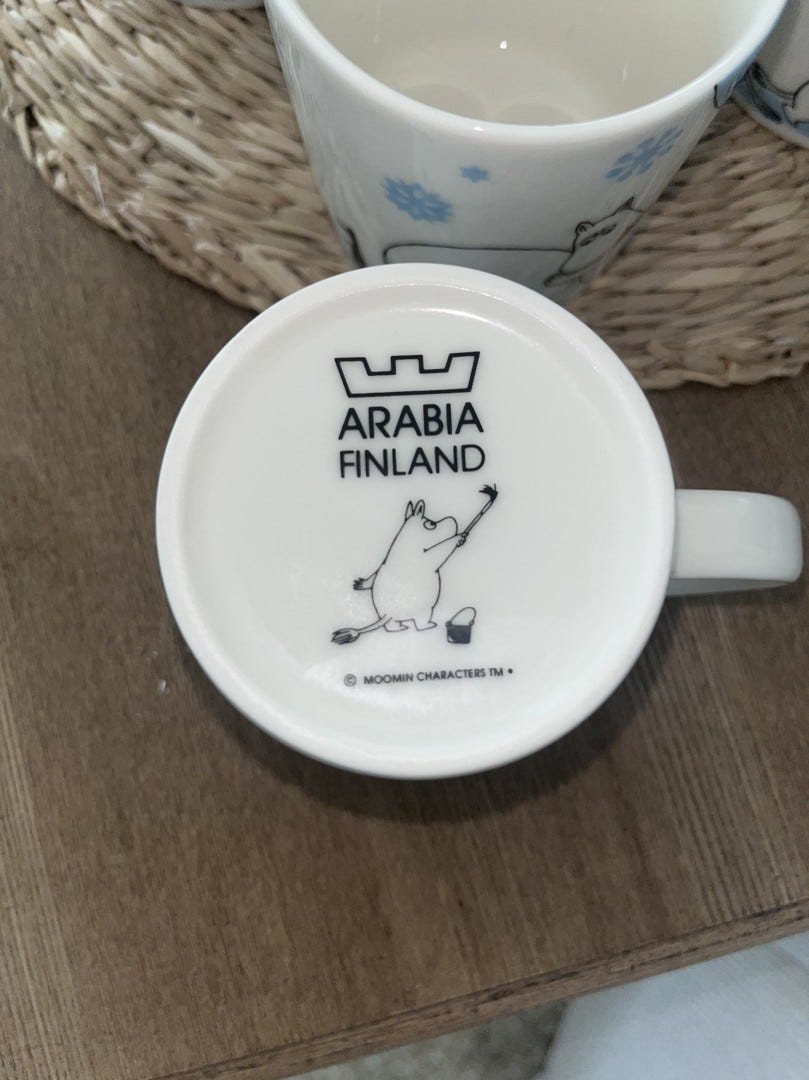 ARABIA
FINLAND
© MOOMIN CHARACTERS TM •